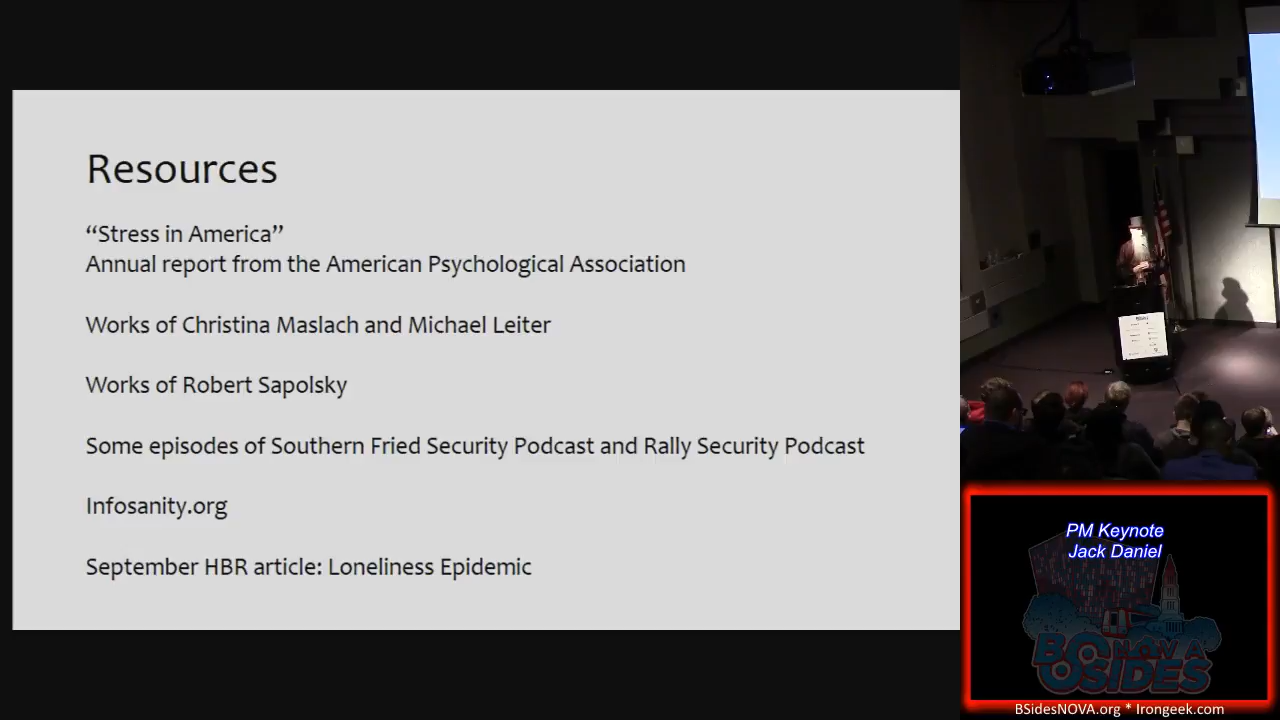 Resources
“Stress in America”
Annual report from the American Psychological Association
Works of Christina Maslach and Michael Leiter
Works of Robert Sapolsky
Some episodes of Southern Fried Security Podcast and Rally Security Podcast
Infosanity.org
September HBR article: Loneliness Epidemic
PM Keynote
Jack Daniel
NOVA
BSIDES
BSidesNOVA.org * Irongeek.com